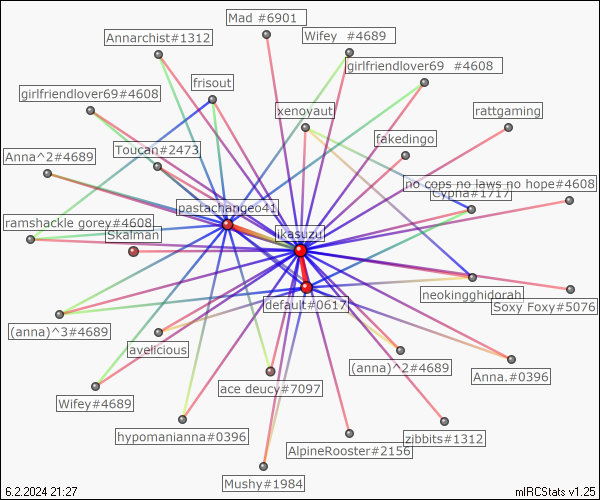 Mad #6901
Annarchist#1312
Wifey  #4689
girlfriendlover69  #4608
frisout
girlfriendlover69#4608
xenoyaut
rattgaming
fakedingo
Toucan#2473
Anna^2#4689
no cops no laws no hope#4608
Cypha#1717
pastachange041
ramshackle gorey#4608
Skalman
ikasuzu
neokingghidorah
default#0617
Soxy Foxy#5076
(anna)^3#4689
avelicious
(anna)^2#4689
Anna.#0396
ace deucy#7097
Wifey#4689
hypomanianna#0396
zibbits#1312
AlpineRooster#2156
Mushy#1984
6.2.2024 21:27
mIRCStats v1.25